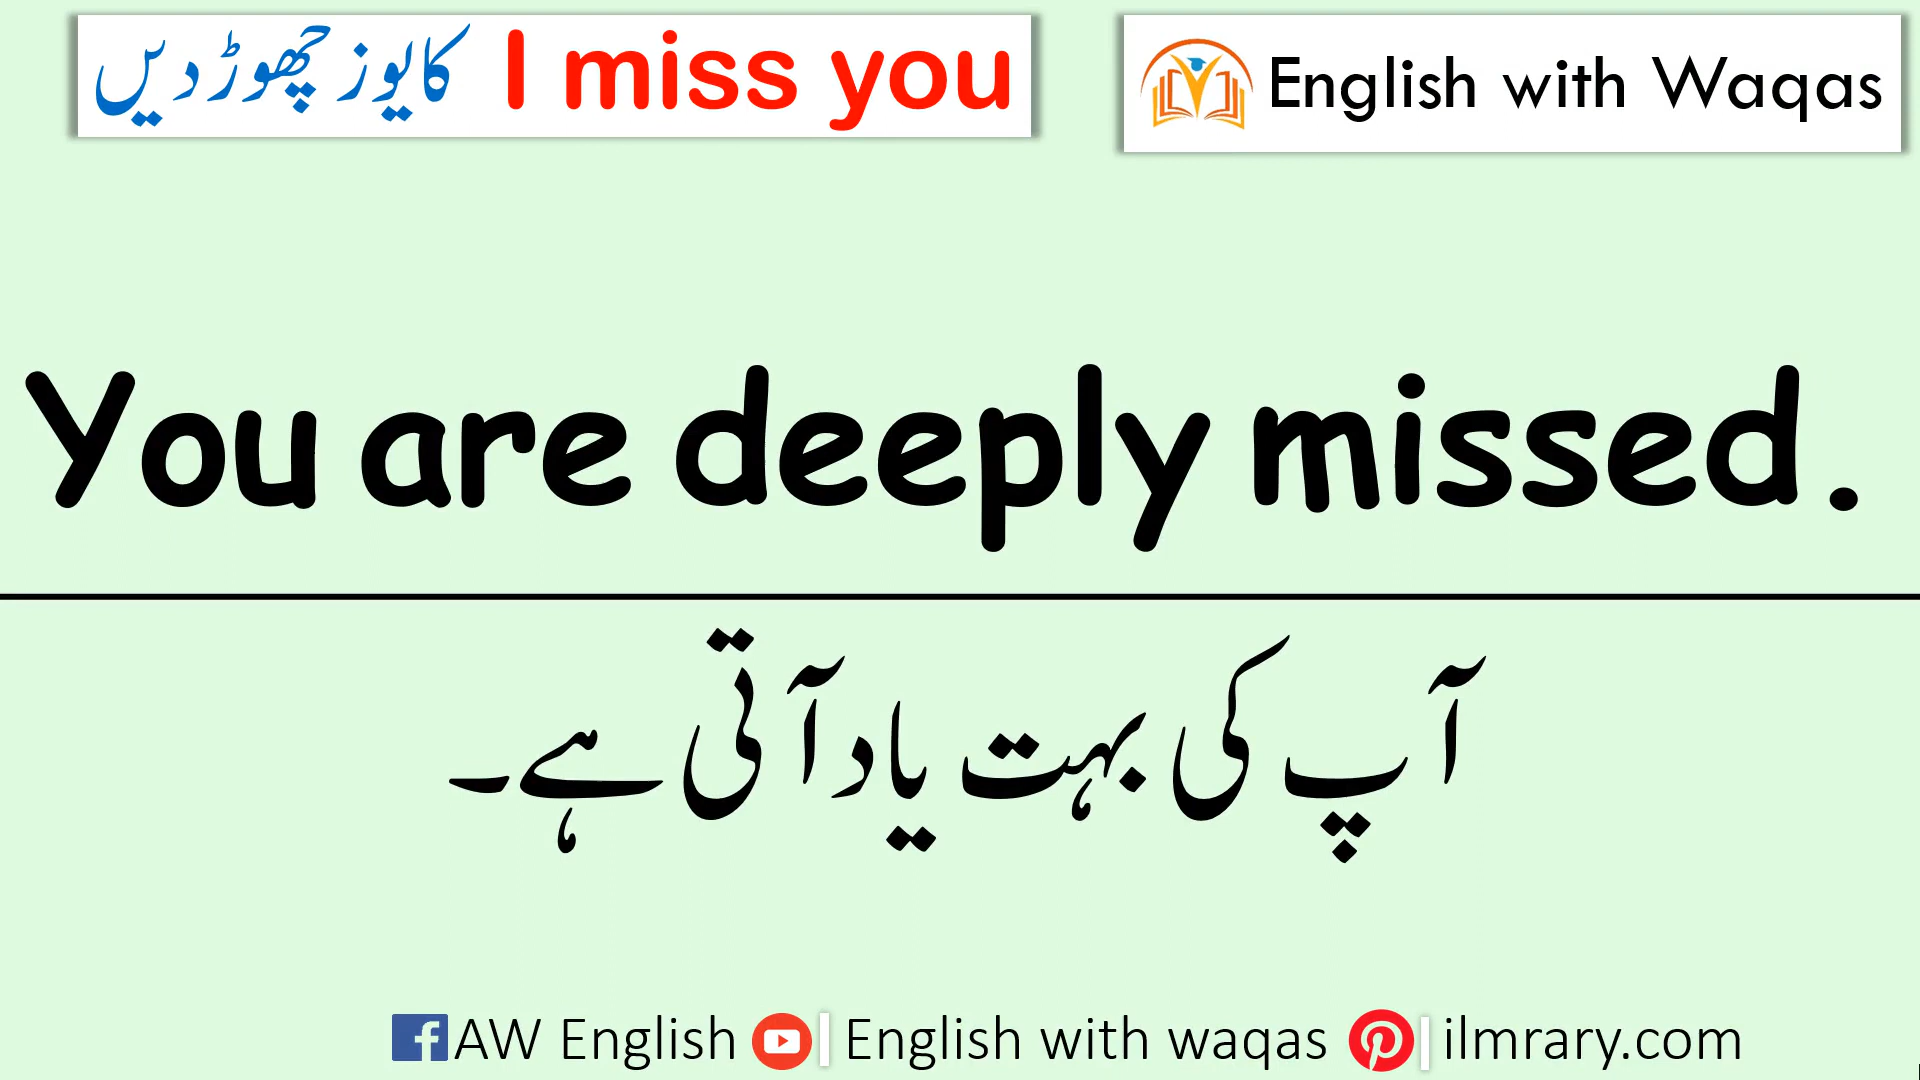 I miss you کا یوز چھوڑ دیں
English with Waqas
You are deeply missed.
آپ کی بہت یاد آتی ہے۔
AW English | English with waqas | ilmrary.com